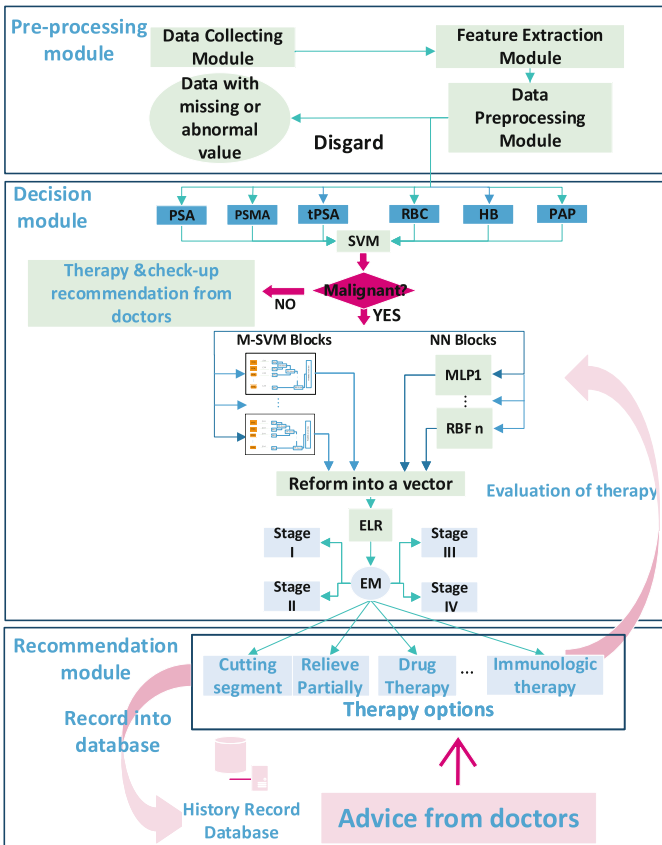 Pre-processing
module
Data Collecting
Module
Feature Extraction
Module
Data with
missing or
abnormal
value
Data
Preprocessing
Module
Disgard
Decision
module
PSA
PSMA
tPSA
RBC
HB
PAP
SVM
Therapy &check-up
recommendation from
doctors
Malignant?
NO
YES
M-SVM Blocks
NN Blocks
MLP1
...
...
RBF n
Reform into a vector
Evaluation of therapy
ELR
Stage
I
Stage
III
EM
Stage
II
Stage
IV
Recommendation
module
Cutting
segment
Relieve
Partially
Drug
Therapy
...
Immunologic
therapy
Therapy options
Record into
database
History Record
Database
Advice from doctors